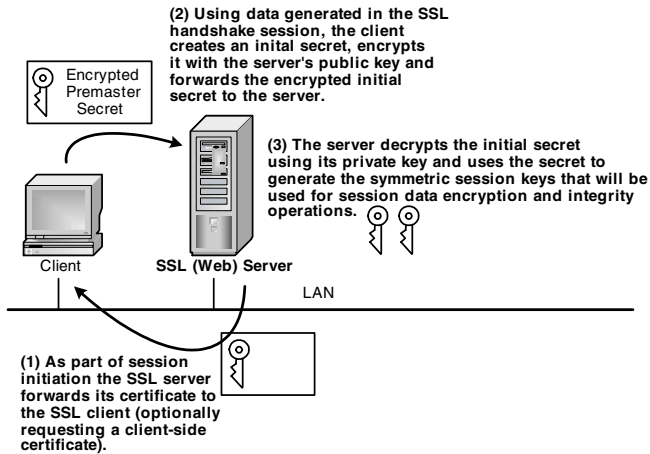 (2) Using data generated in the SSL
handshake session, the client
creates an inital secret, encrypts
it with the server's public key and
forwards the encrypted initial
secret to the server.
Encrypted
Premaster
Secret
(3) The server decrypts the initial secret
using its private key and uses the secret to
generate the symmetric session keys that will be
used for session data encryption and integrity
operations.
Client
SSL (Web) Server
LAN
(1) As part of session
initiation the SSL server
forwards its certificate to
the SSL client (optionally
requesting a client-side
certificate).